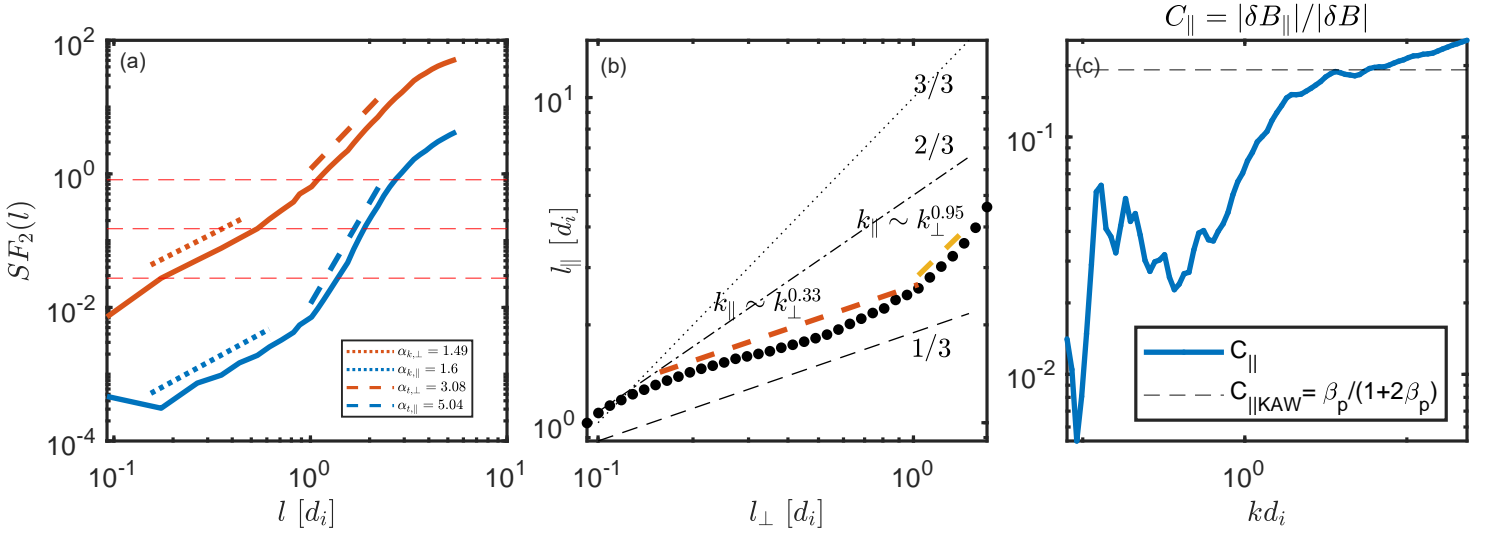 (a)
10^2
10^0
10^-2
10^-4
SF_2(l)
α_{k,⊥} = 1.49
α_{k,∥} = 1.6
α_{t,⊥} = 3.08
α_{t,∥} = 5.04
10^-1
10^0
10^1
l [d_i]
(b)
10^1
10^0
l_∥ [d_i]
3/3
2/3
k_∥ ∼ k_⊥^{0.95}
k_∥ ∼ k_⊥^{0.33}
1/3
10^-1
10^0
l_⊥ [d_i]
C_∥ = |δB_∥|/|δB|
(c)
10^-1
10^-2
C_∥
C_{∥KAW}= β_p/(1+2β_p)
10^0
kd_i